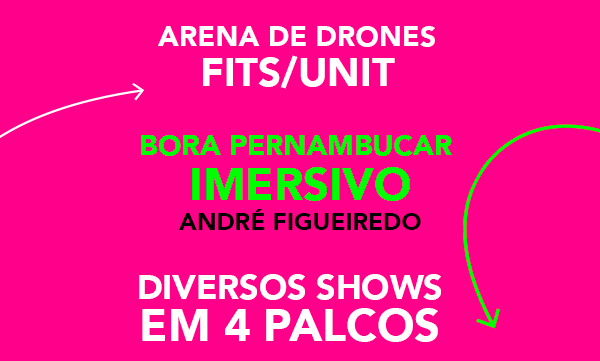 ARENA DE DRONES
FITS/UNIT
BORA PERNAMBUCAR
IMERSIVO
ANDRÉ FIGUEIREDO
DIVERSOS SHOWS
EM 4 PALCOS